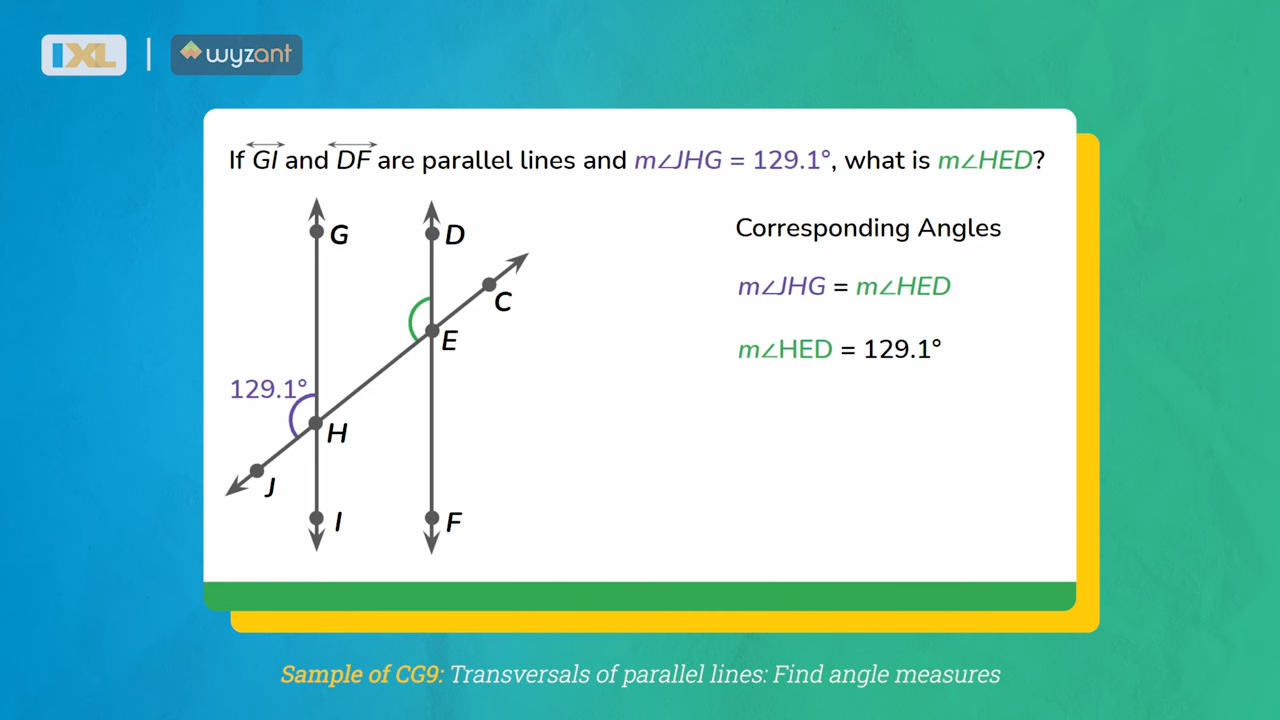 IXL | wyzant
If GI and DF are parallel lines and m∠JHG = 129.1°, what is m∠HED?
G
D
C
E
129.1°
H
J
I
F
Corresponding Angles
m∠JHG = m∠HED
m∠HED = 129.1°
Sample of CG9: Transversals of parallel lines: Find angle measures